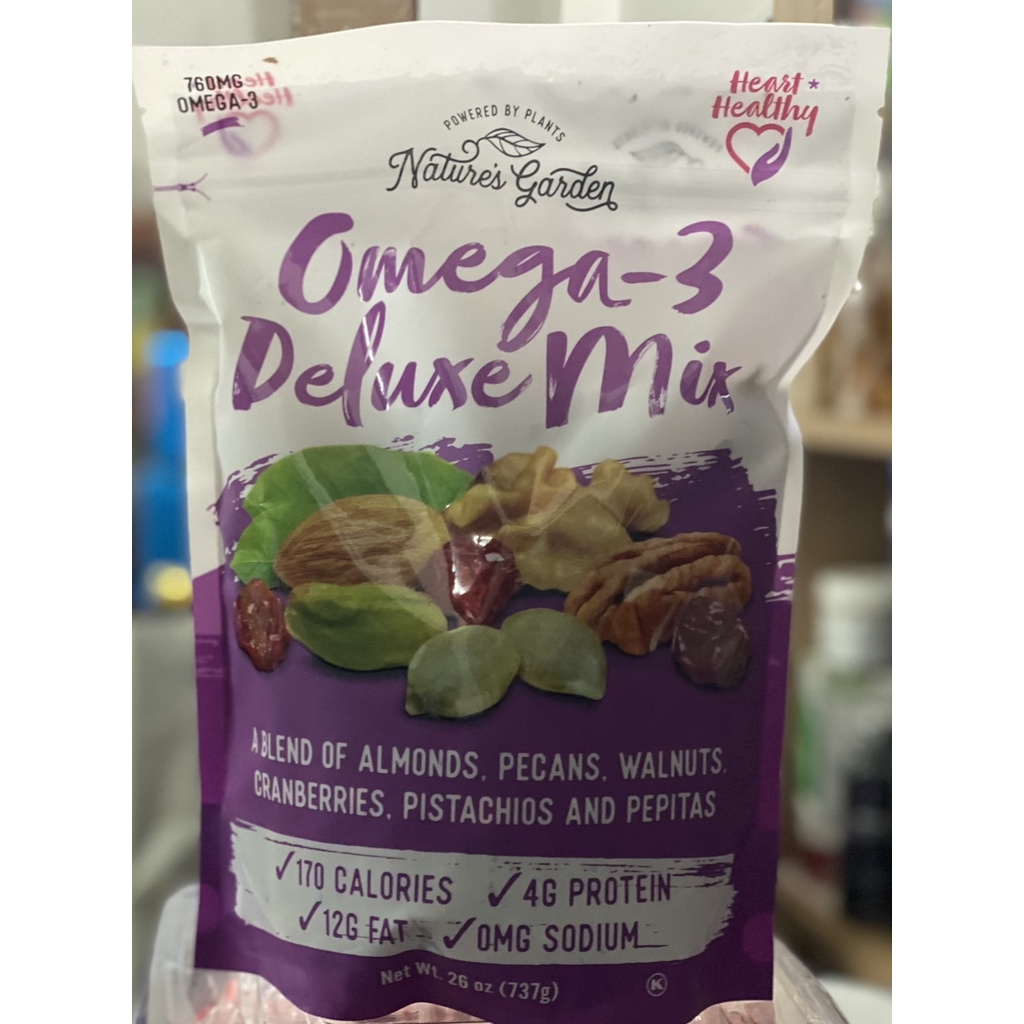 760MG
OMEGA-3
Heart *
Healthy
POWERED BY PLANTS
Nature's Garden
Omega-3
Deluxe Mix
A BLEND OF ALMONDS, PECANS, WALNUTS,
CRANBERRIES, PISTACHIOS AND PEPITAS
✓170 CALORIES ✓4G PROTEIN
✓12G FAT ✓0MG SODIUM
Net Wt. 26 oz (737g)
K